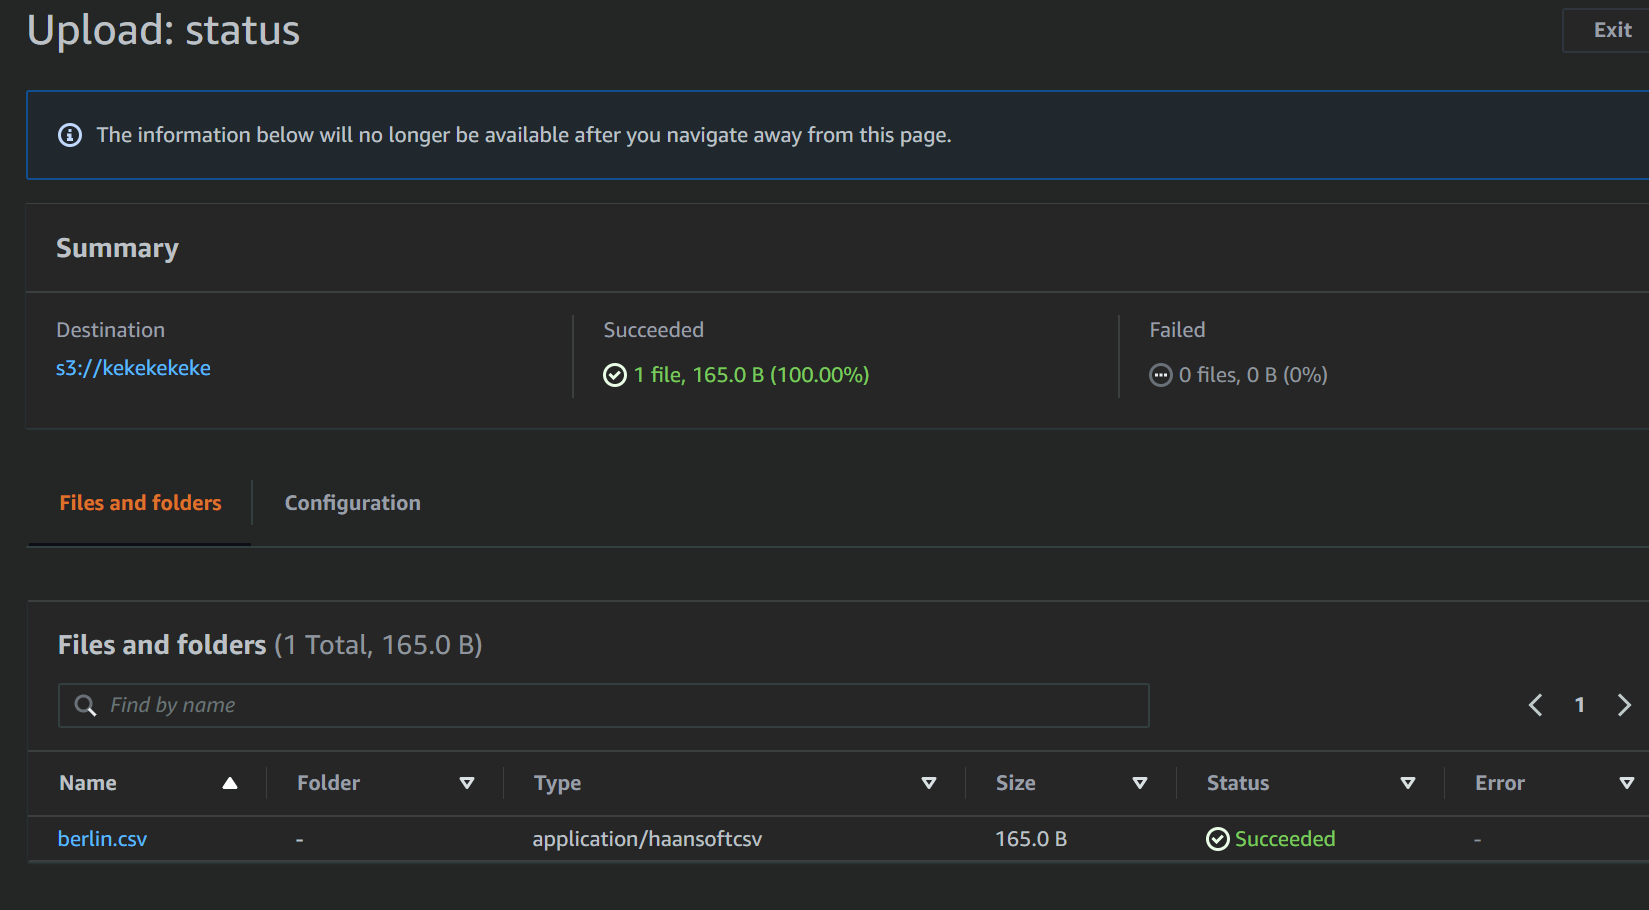 Upload: status
Exit
The information below will no longer be available after you navigate away from this page.
Summary
Destination
s3://kekekekeke
Succeeded
1 file, 165.0 B (100.00%)
Failed
0 files, 0 B (0%)
Files and folders
Configuration
Files and folders (1 Total, 165.0 B)
Find by name
1
Name Folder Type Size Status Error
berlin.csv - application/haansoftcsv 165.0 B Succeeded -